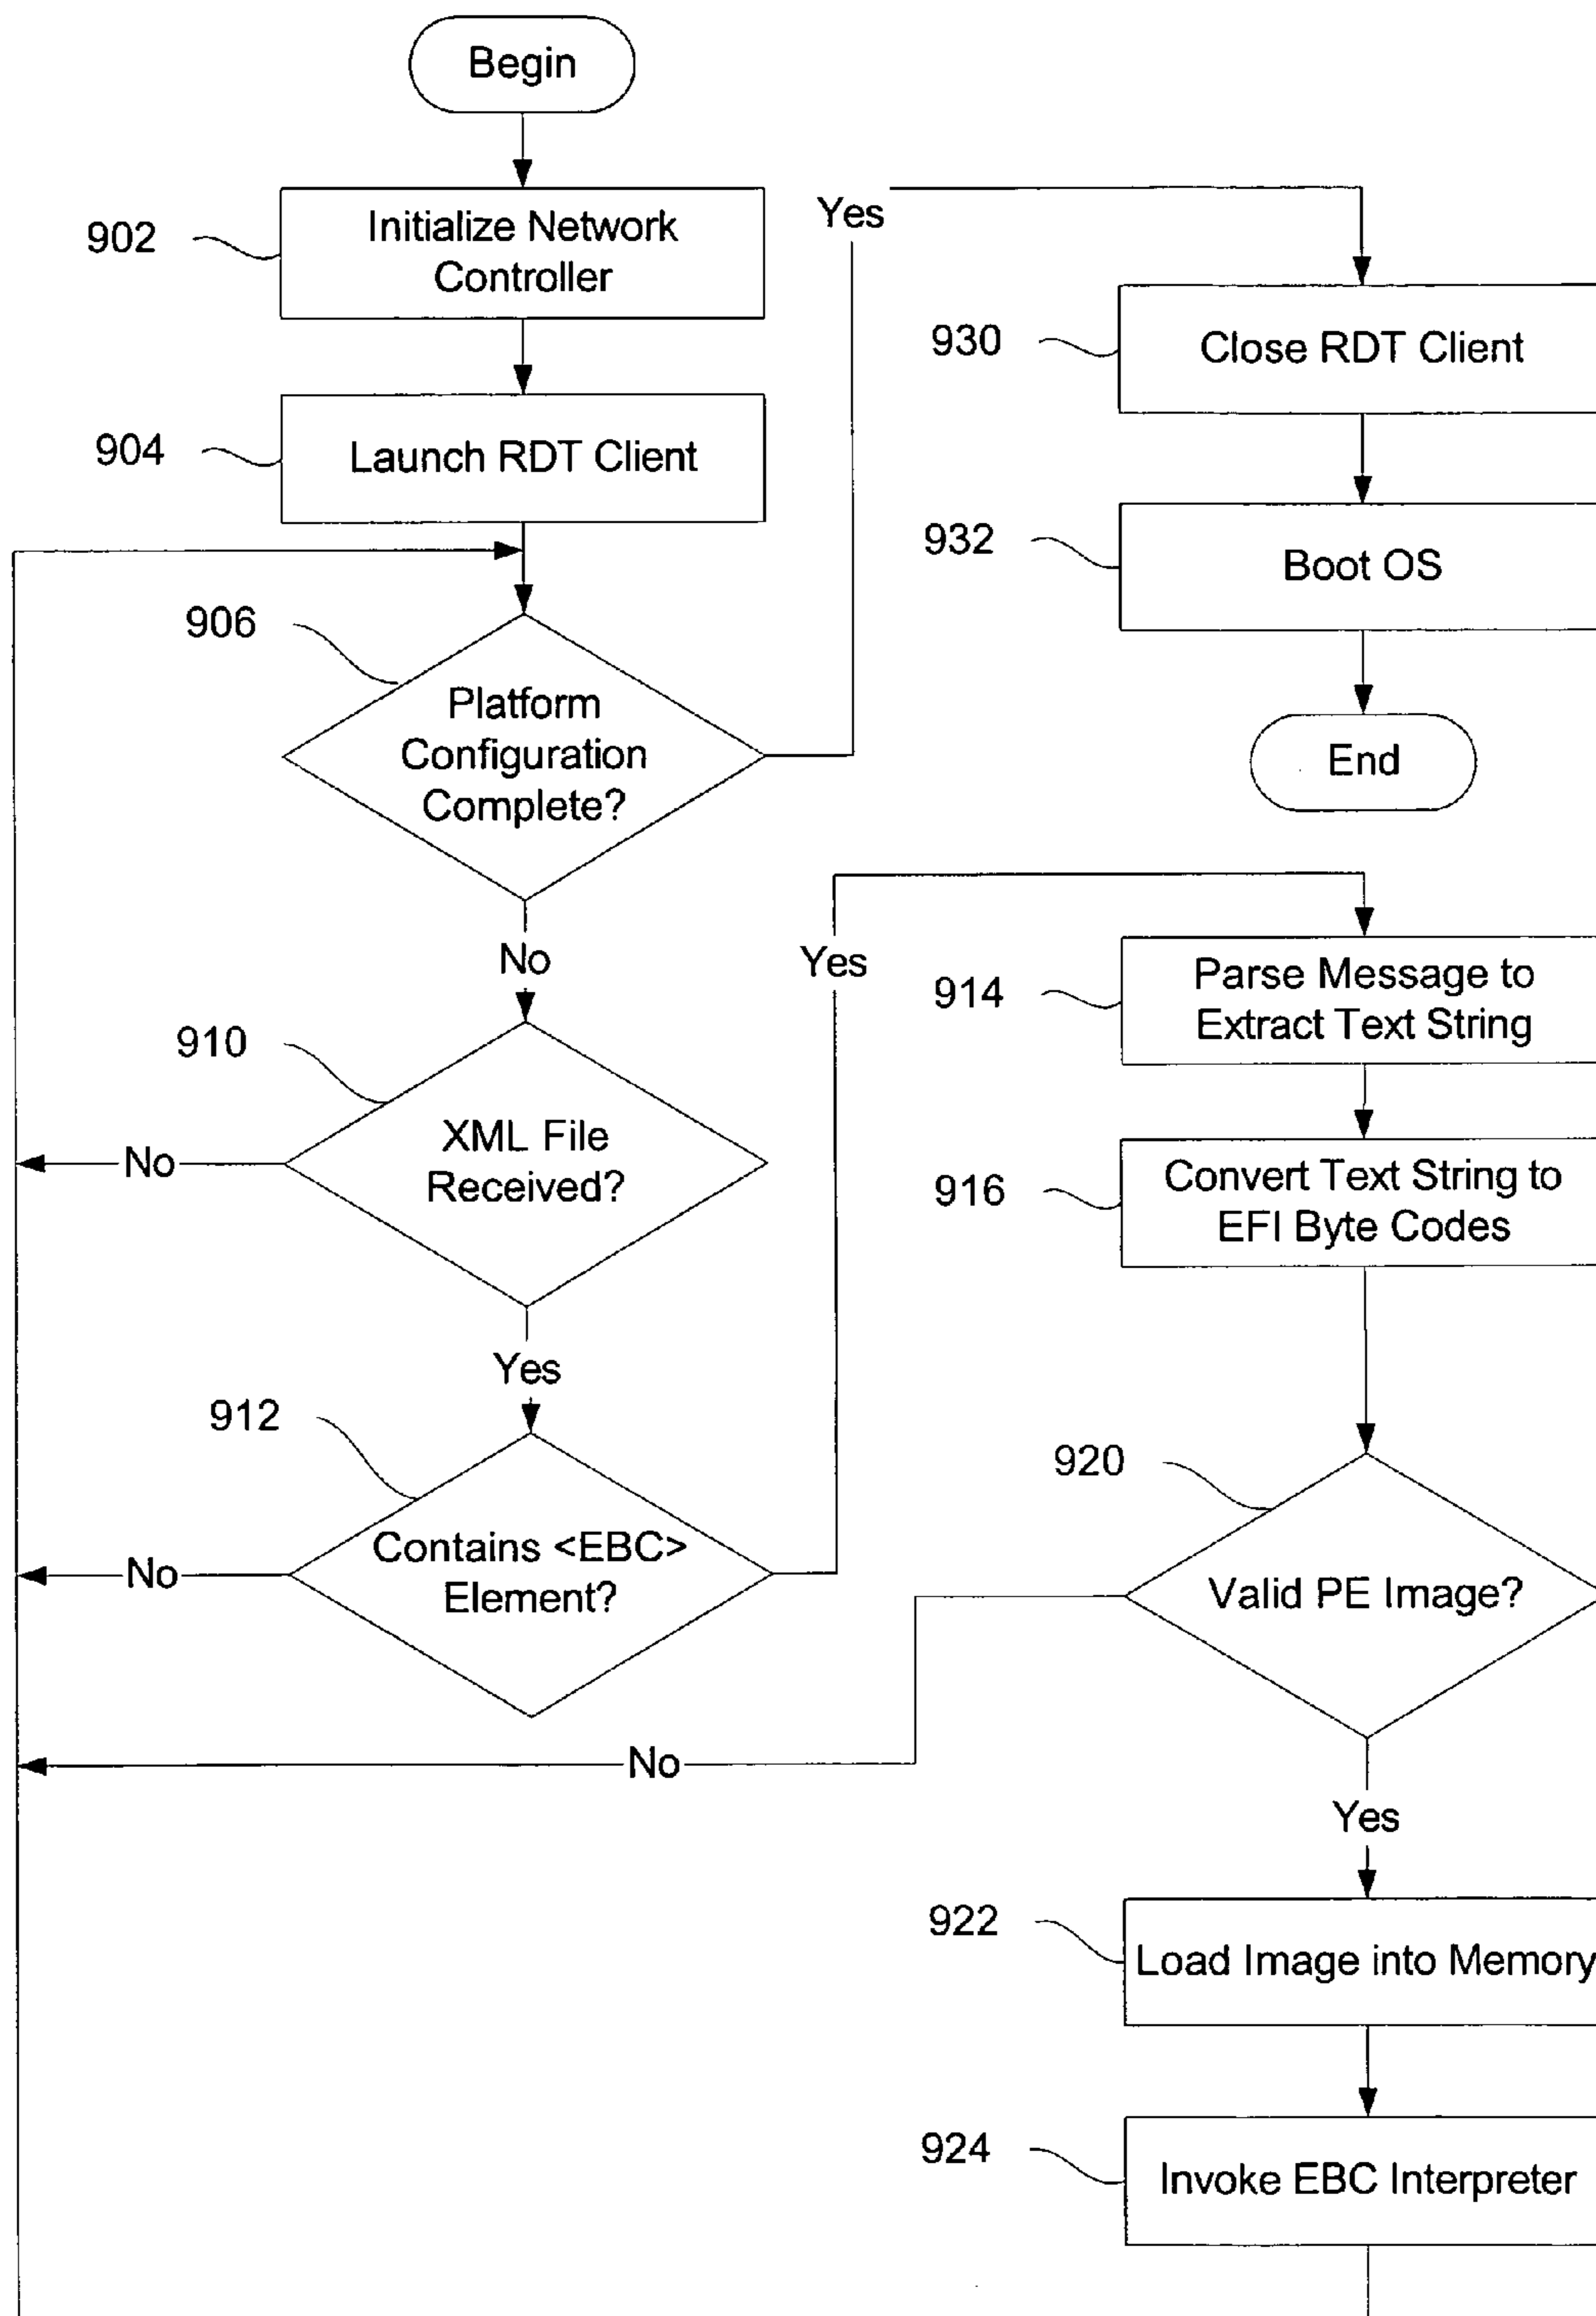 Begin
902
Initialize Network
Controller
904
Launch RDT Client
906
Platform
Configuration
Complete?
Yes
No
910
XML File
Received?
No
Yes
912
Contains <EBC>
Element?
No
Yes
930
Close RDT Client
932
Boot OS
End
914
Parse Message to
Extract Text String
916
Convert Text String to
EFI Byte Codes
920
Valid PE Image?
No
Yes
922
Load Image into Memory
924
Invoke EBC Interpreter